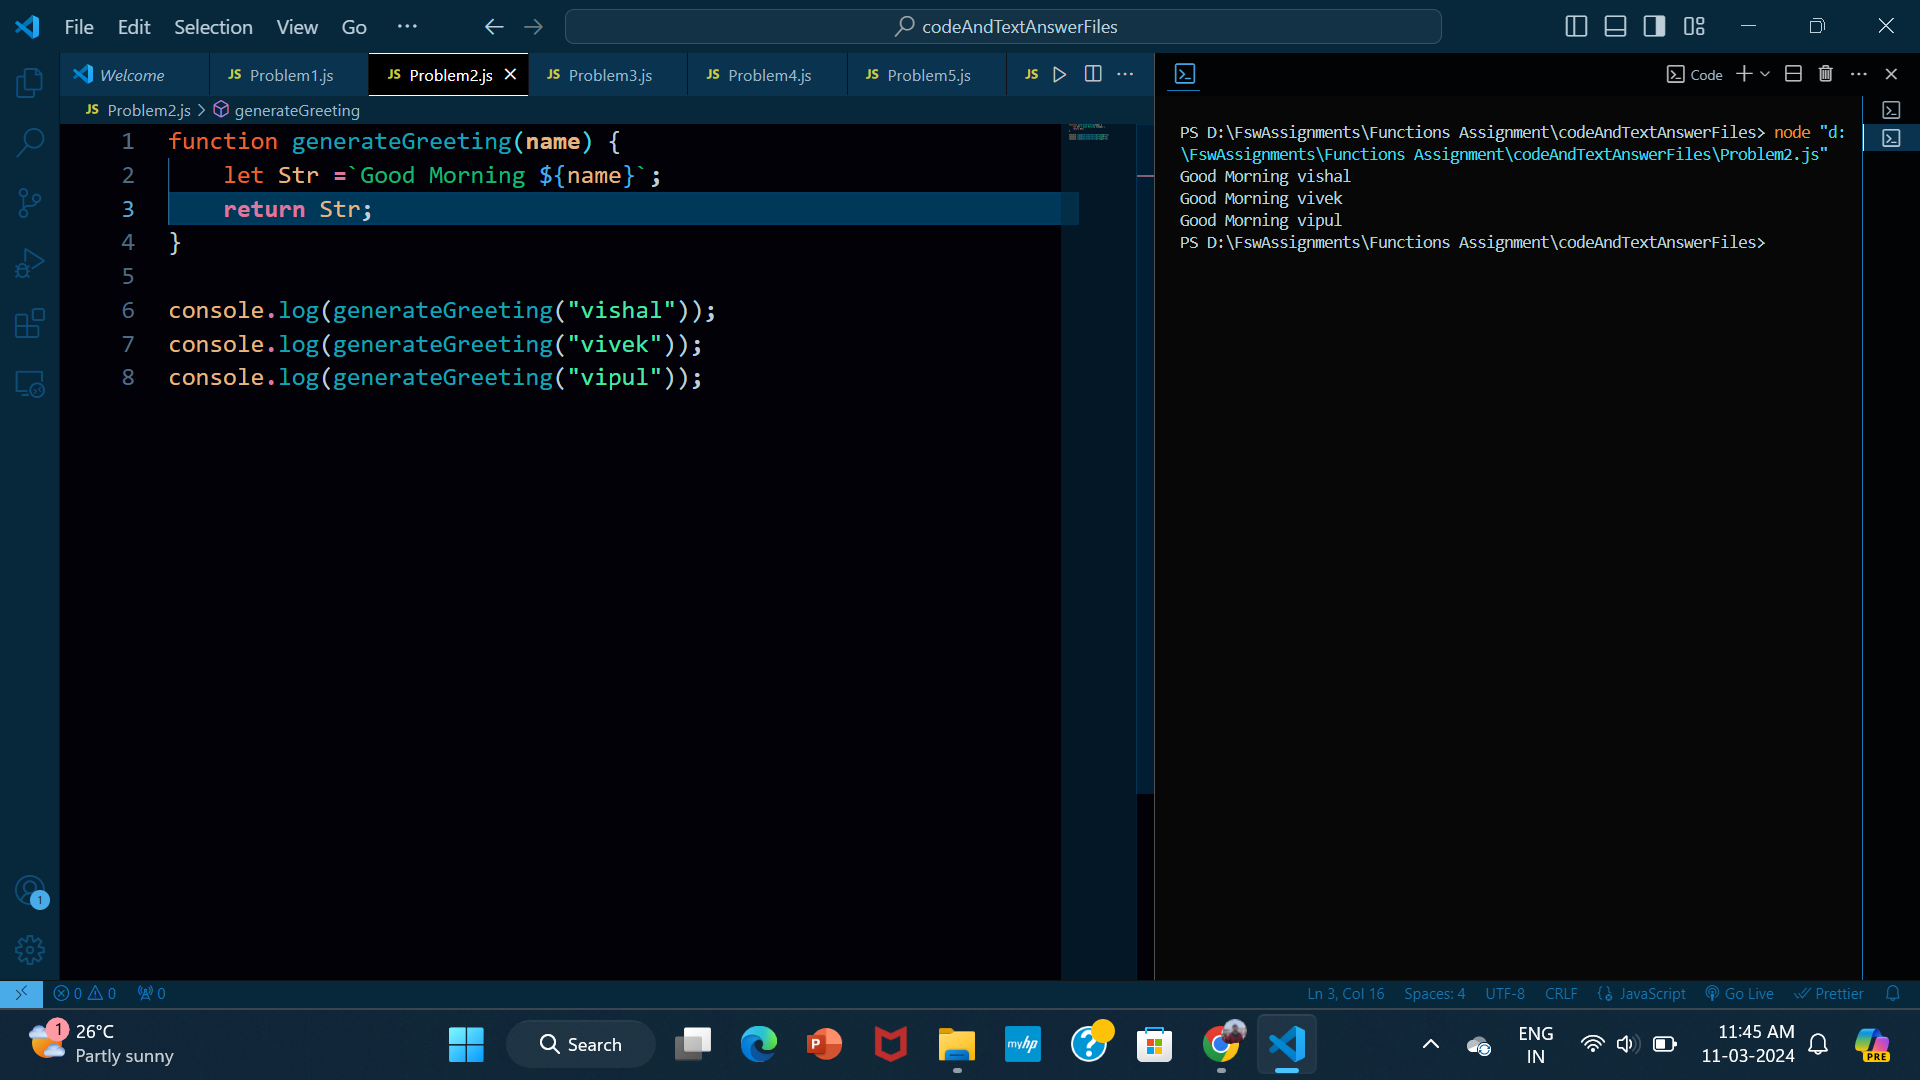 File Edit Selection View Go ··· codeAndTextAnswerFiles
Welcome JS Problem1.js JS Problem2.js JS Problem3.js JS Problem4.js JS Problem5.js JS Code
JS Problem2.js > generateGreeting
1 function generateGreeting(name) {
2 let Str =`Good Morning ${name}`;
3 return Str;
4 }
5
6 console.log(generateGreeting("vishal"));
7 console.log(generateGreeting("vivek"));
8 console.log(generateGreeting("vipul"));
PS D:\FswAssignments\Functions Assignment\codeAndTextAnswerFiles> node "d:
\FswAssignments\Functions Assignment\codeAndTextAnswerFiles\Problem2.js"
Good Morning vishal
Good Morning vivek
Good Morning vipul
PS D:\FswAssignments\Functions Assignment\codeAndTextAnswerFiles>
1
0 0 0 Ln 3, Col 16 Spaces: 4 UTF-8 CRLF {} JavaScript Go Live Prettier
1 26°C
Partly sunny
Search
P
myhp
?
ENG
IN
11:45 AM
11-03-2024
PRE